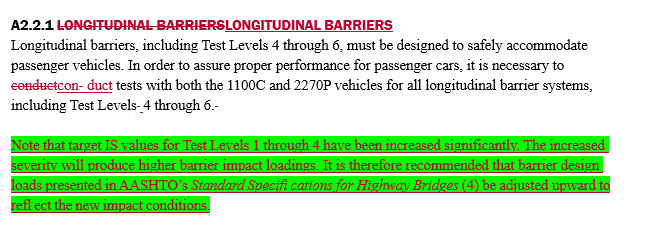 A2.2.1 LONGITUDINAL BARRIERSLONGITUDINAL BARRIERS
Longitudinal barriers, including Test Levels 4 through 6, must be designed to safely accommodate
passenger vehicles. In order to assure proper performance for passenger cars, it is necessary to
conductcon- duct tests with both the 1100C and 2270P vehicles for all longitudinal barrier systems,
including Test Levels- 4 through 6.-
Note that target IS values for Test Levels 1 through 4 have been increased significantly. The increased
severity will produce higher barrier impact loadings. It is therefore recommended that barrier design
loads presented in AASHTO's Standard Specifi cations for Highway Bridges (4) be adjusted upward to
refl ect the new impact conditions.